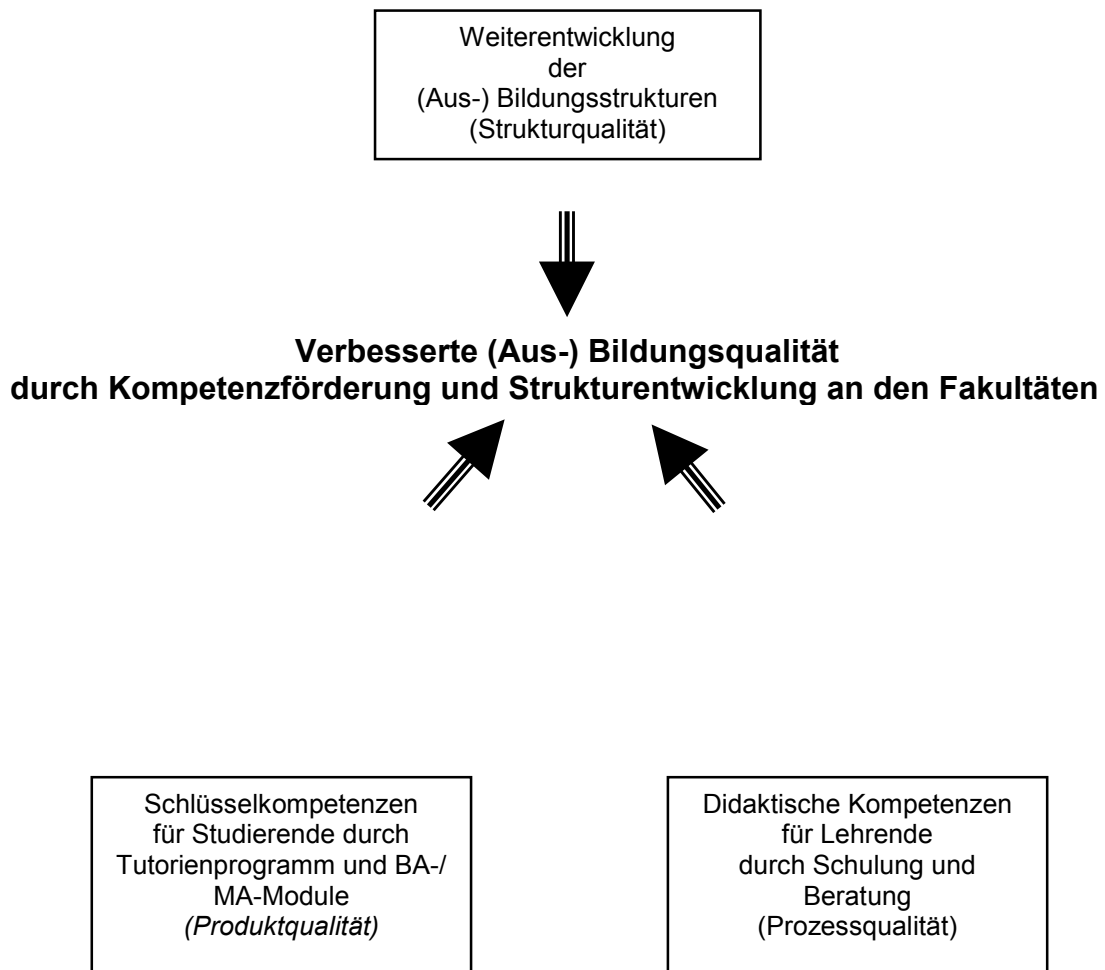 Weiterentwicklung
der
(Aus-) Bildungsstrukturen
(Strukturqualität)
Verbesserte (Aus-) Bildungsqualität
durch Kompetenzförderung und Strukturentwicklung an den Fakultäten
Schlüsselkompetenzen
für Studierende durch
Tutorienprogramm und BA-/
MA-Module
(Produktqualität)
Didaktische Kompetenzen
für Lehrende
durch Schulung und
Beratung
(Prozessqualität)